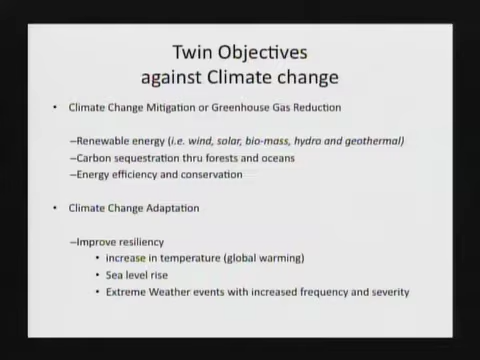 Twin Objectives
against Climate change
• Climate Change Mitigation or Greenhouse Gas Reduction
–Renewable energy (i.e. wind, solar, bio-mass, hydro and geothermal)
–Carbon sequestration thru forests and oceans
–Energy efficiency and conservation
• Climate Change Adaptation
–Improve resiliency
• increase in temperature (global warming)
• Sea level rise
• Extreme Weather events with increased frequency and severity